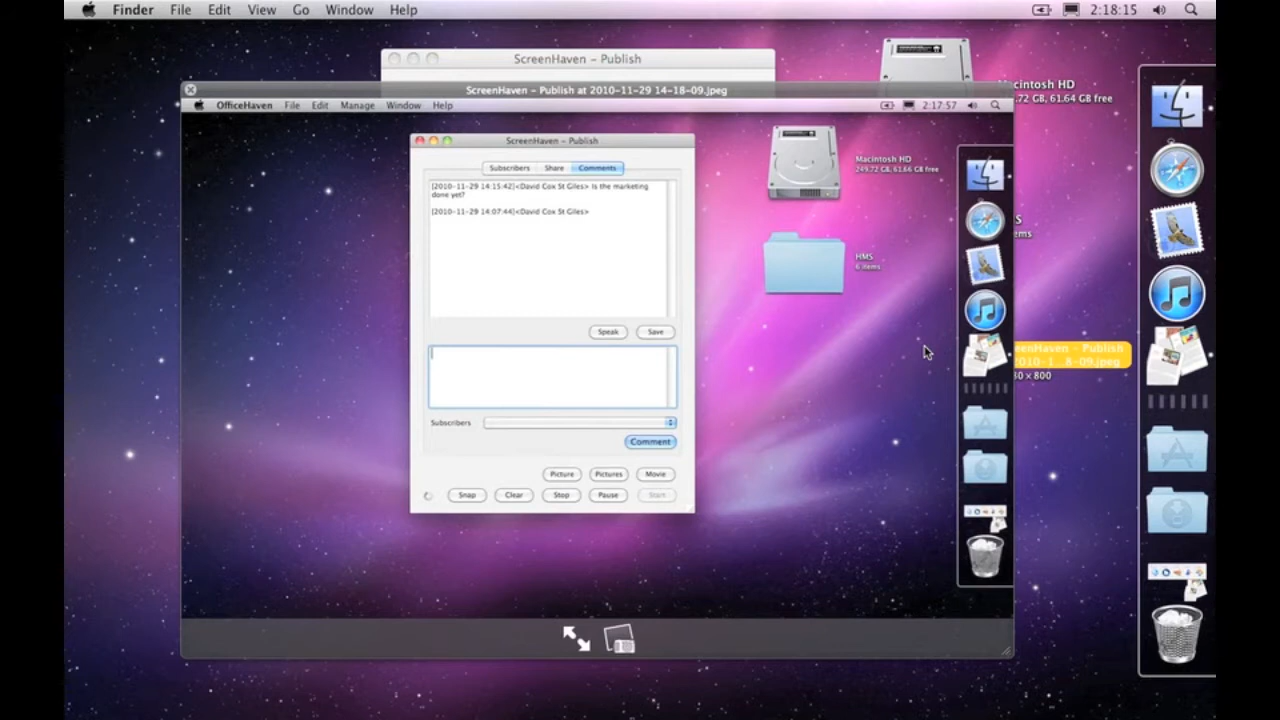 Finder File Edit View Go Window Help 2:18:15
ScreenHaven – Publish
Macintosh HD
.72 GB, 61.64 GB free
ScreenHaven – Publish at 2010-11-29 14-18-09.jpeg
OfficeHaven File Edit Manage Window Help 2:17:57
ScreenHaven – Publish
Subscribers Share Comments
[2010-11-29 14:15:42]<David Cox St Giles> Is the marketing
done yet?
[2010-11-29 14:07:44]<David Cox St Giles>
Macintosh HD
249.72 GB, 61.66 GB free
HMS
6 items
S
ems
Speak Save
eenHaven – Publish
2010-1...8-09.jpeg
80 × 800
Subscribers
Comment
Picture Pictures Movie
Snap Clear Stop Pause Start